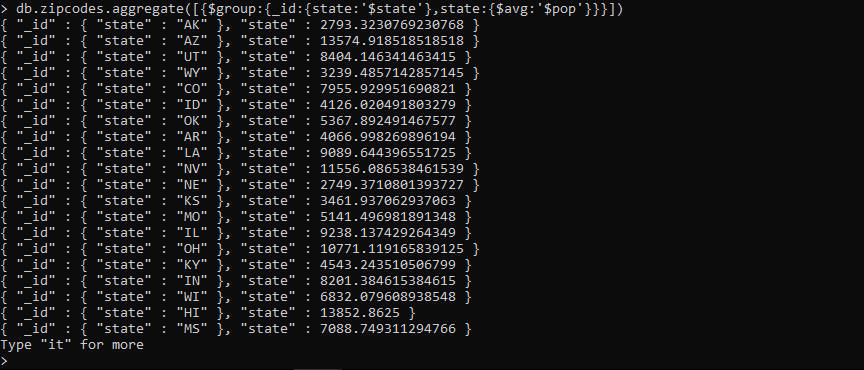 > db.zipcodes.aggregate([{$group:{_id:{state:'$state'},state:{$avg:'$pop'}}}])
{ "_id" : { "state" : "AK" }, "state" : 2793.3230769230768 }
{ "_id" : { "state" : "AZ" }, "state" : 13574.918518518518 }
{ "_id" : { "state" : "UT" }, "state" : 8404.146341463415 }
{ "_id" : { "state" : "WY" }, "state" : 3239.4857142857145 }
{ "_id" : { "state" : "CO" }, "state" : 7955.929951690821 }
{ "_id" : { "state" : "ID" }, "state" : 4126.020491803279 }
{ "_id" : { "state" : "OK" }, "state" : 5367.892491467577 }
{ "_id" : { "state" : "AR" }, "state" : 4066.998269896194 }
{ "_id" : { "state" : "LA" }, "state" : 9089.644396551725 }
{ "_id" : { "state" : "NV" }, "state" : 11556.086538461539 }
{ "_id" : { "state" : "NE" }, "state" : 2749.3710801393727 }
{ "_id" : { "state" : "KS" }, "state" : 3461.937062937063 }
{ "_id" : { "state" : "MO" }, "state" : 5141.496981891348 }
{ "_id" : { "state" : "IL" }, "state" : 9238.137429264349 }
{ "_id" : { "state" : "OH" }, "state" : 10771.119165839125 }
{ "_id" : { "state" : "KY" }, "state" : 4543.243510506799 }
{ "_id" : { "state" : "IN" }, "state" : 8201.384615384615 }
{ "_id" : { "state" : "WI" }, "state" : 6832.079608938548 }
{ "_id" : { "state" : "HI" }, "state" : 13852.8625 }
{ "_id" : { "state" : "MS" }, "state" : 7088.749311294766 }
Type "it" for more
>